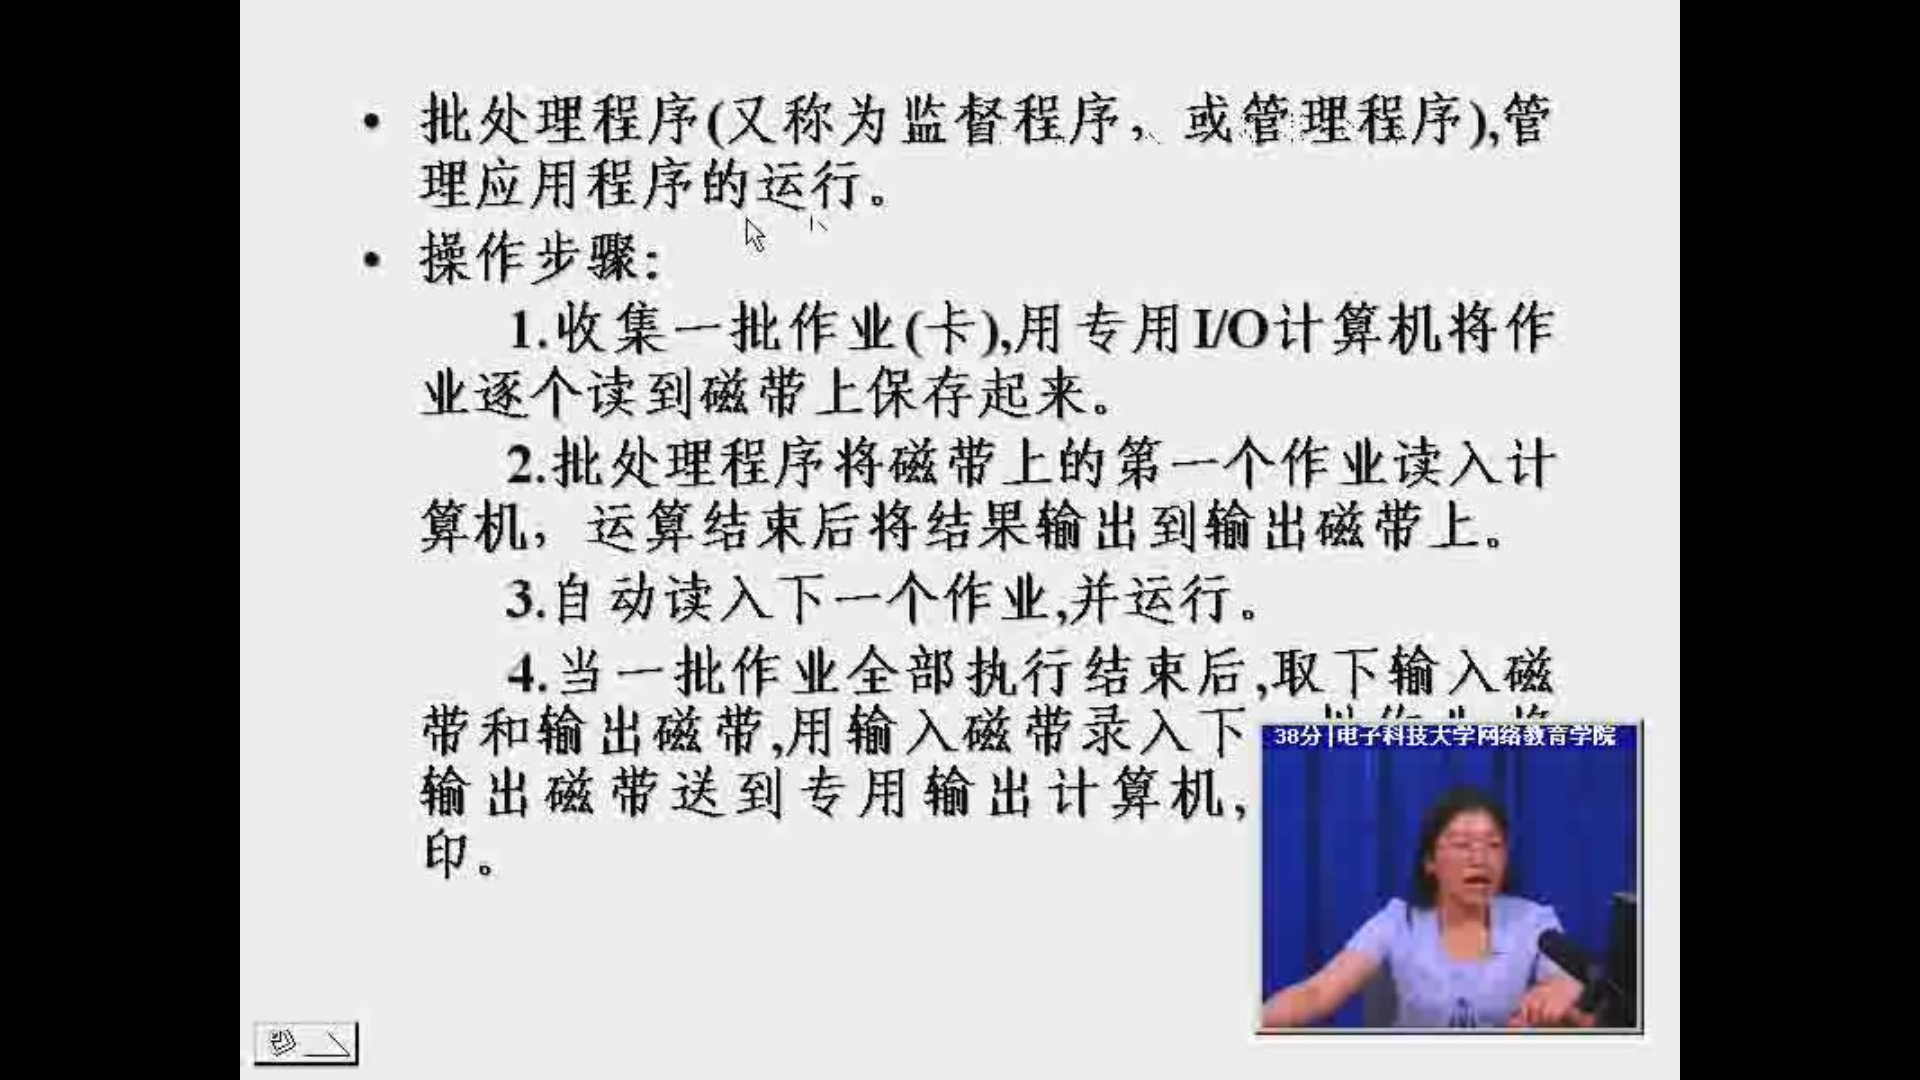 • 批处理程序(又称为监督程序，或管理程序),管
理应用程序的运行。
• 操作步骤:
1.收集一批作业(卡),用专用I/O计算机将作
业逐个读到磁带上保存起来。
2.批处理程序将磁带上的第一个作业读入计
算机，运算结束后将结果输出到输出磁带上。
3.自动读入下一个作业,并运行。
4.当一批作业全部执行结束后,取下输入磁
带和输出磁带,用输入磁带录入下
输出磁带送到专用输出计算机，
印。
38分|电子科技大学网络教育学院